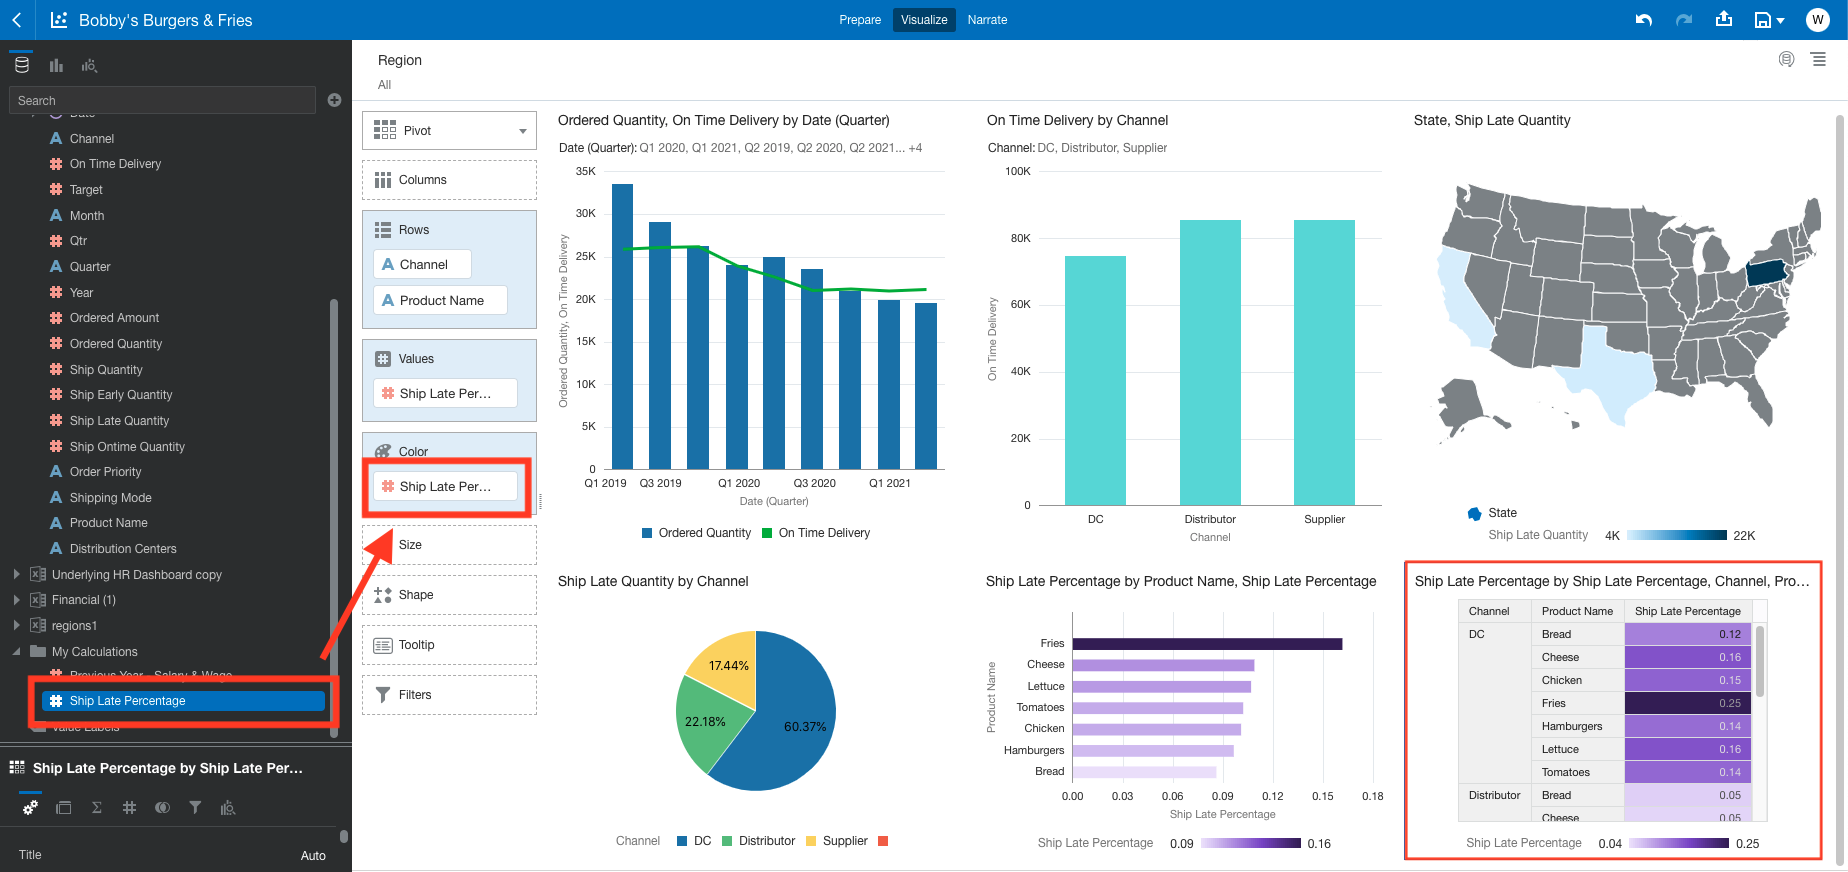 Bobby's Burgers & Fries
Prepare
Visualize
Narrate
W
Search
Date
Channel
On Time Delivery
Target
Month
Qtr
Quarter
Year
Ordered Amount
Ordered Quantity
Ship Quantity
Ship Early Quantity
Ship Late Quantity
Ship Ontime Quantity
Order Priority
Shipping Mode
Product Name
Distribution Centers
Underlying HR Dashboard copy
Financial (1)
regions1
My Calculations
Previous Year - Salary & Wage
Ship Late Percentage
Value Labels
Ship Late Percentage by Ship Late Per...
Title
Auto
Region
All
Pivot
Columns
Rows
Channel
Product Name
Values
Ship Late Per...
Color
Ship Late Per...
Size
Shape
Tooltip
Filters
Ordered Quantity, On Time Delivery by Date (Quarter)
Date (Quarter): Q1 2020, Q1 2021, Q2 2019, Q2 2020, Q2 2021... +4
Ordered Quantity, On Time Delivery
35K
30K
25K
20K
15K
10K
5K
0
Q1 2019 Q3 2019 Q1 2020 Q3 2020 Q1 2021
Date (Quarter)
Ordered Quantity On Time Delivery
On Time Delivery by Channel
Channel: DC, Distributor, Supplier
On Time Delivery
100K
80K
60K
40K
20K
0
DC Distributor Supplier
Channel
State, Ship Late Quantity
State
Ship Late Quantity 4K 22K
Ship Late Quantity by Channel
17.44%
22.18%
60.37%
Channel DC Distributor Supplier
Ship Late Percentage by Product Name, Ship Late Percentage
Product Name
Fries
Cheese
Lettuce
Tomatoes
Chicken
Hamburgers
Bread
0.00 0.03 0.06 0.09 0.12 0.15 0.18
Ship Late Percentage
Ship Late Percentage 0.09 0.16
Ship Late Percentage by Ship Late Percentage, Channel, Pro...
Channel Product Name Ship Late Percentage
DC Bread 0.12
Cheese 0.16
Chicken 0.15
Fries 0.25
Hamburgers 0.14
Lettuce 0.16
Tomatoes 0.14
Distributor Bread 0.05
Cheese 0.05
Ship Late Percentage 0.04 0.25